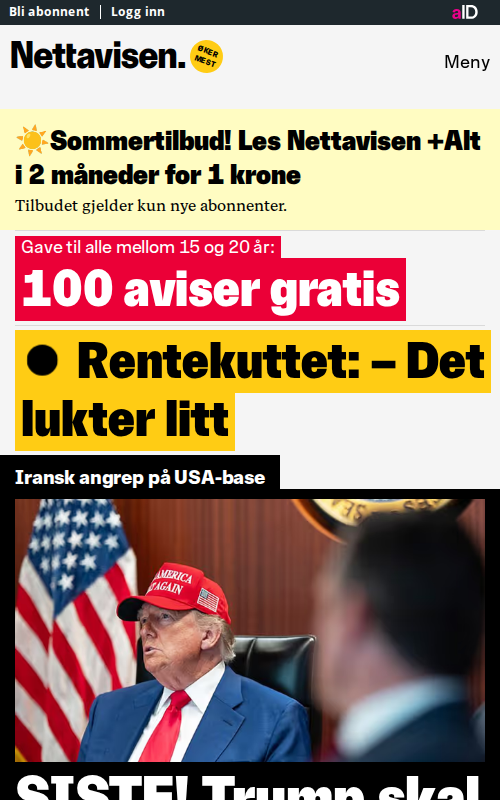 Bli abonnent | Logg inn
aID
Nettavisen.
ØKER
MEST
Meny
☀️Sommertilbud! Les Nettavisen +Alt
i 2 måneder for 1 krone
Tilbudet gjelder kun nye abonnenter.
Gave til alle mellom 15 og 20 år:
100 aviser gratis
● Rentekuttet: – Det
lukter litt
Iransk angrep på USA-base
AMERICA
AGAIN
SISTE! Trump skal